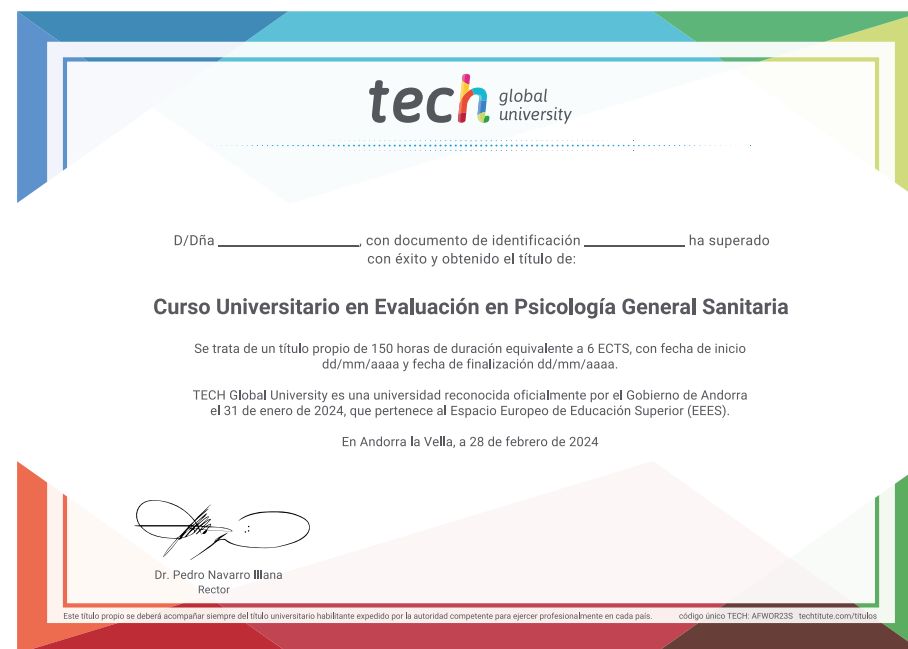 tech global university
D/Dña ____________________, con documento de identificación ______________ ha superado
con éxito y obtenido el título de:
Curso Universitario en Evaluación en Psicología General Sanitaria
Se trata de un título propio de 150 horas de duración equivalente a 6 ECTS, con fecha de inicio
dd/mm/aaaa y fecha de finalización dd/mm/aaaa.
TECH Global University es una universidad reconocida oficialmente por el Gobierno de Andorra
el 31 de enero de 2024, que pertenece al Espacio Europeo de Educación Superior (EEES).
En Andorra la Vella, a 28 de febrero de 2024
Dr. Pedro Navarro Illana
Rector
Este título propio se deberá acompañar siempre del título universitario habilitante expedido por la autoridad competente para ejercer profesionalmente en cada país. código único TECH: AFWOR23S techtitute.com/titulos